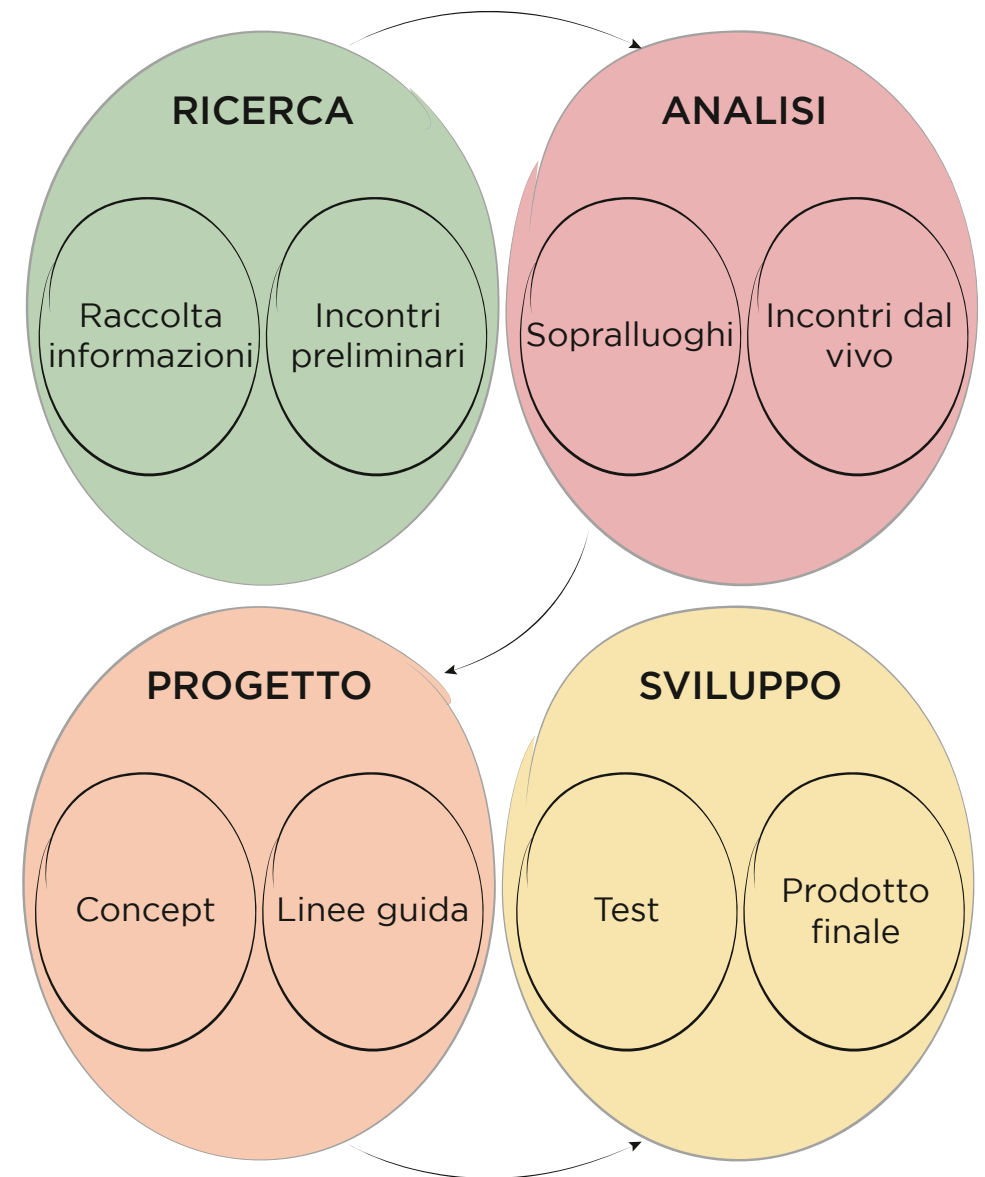 RICERCA
Raccolta
informazioni
Incontri
preliminari
ANALISI
Sopralluoghi
Incontri dal
vivo
PROGETTO
Concept
Linee guida
SVILUPPO
Test
Prodotto
finale